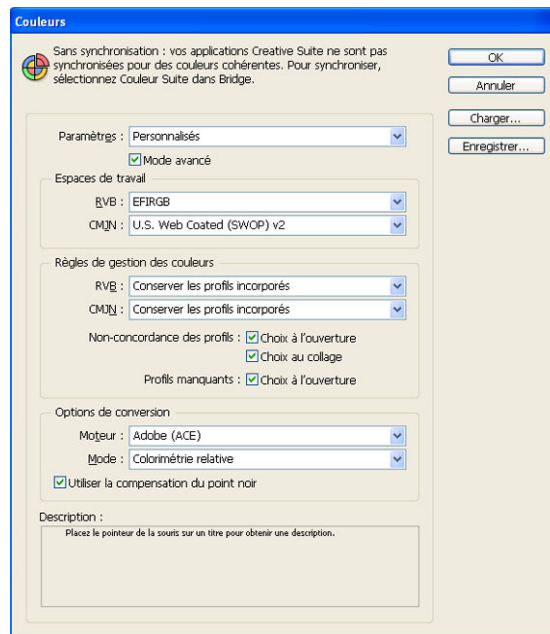 Couleurs
Sans synchronisation : vos applications Creative Suite ne sont pas
synchronisées pour des couleurs cohérentes. Pour synchroniser,
sélectionnez Couleur Suite dans Bridge.
OK
Annuler
Charger...
Enregistrer...
Paramètres : Personnalisés
Mode avancé
Espaces de travail
RVB : EFIRGB
CMJN : U.S. Web Coated (SWOP) v2
Règles de gestion des couleurs
RVB : Conserver les profils incorporés
CMJN : Conserver les profils incorporés
Non-concordance des profils : Choix à l'ouverture
Choix au collage
Profils manquants : Choix à l'ouverture
Options de conversion
Moteur : Adobe (ACE)
Mode : Colorimétrie relative
Utiliser la compensation du point noir
Description :
Placez le pointeur de la souris sur un titre pour obtenir une description.